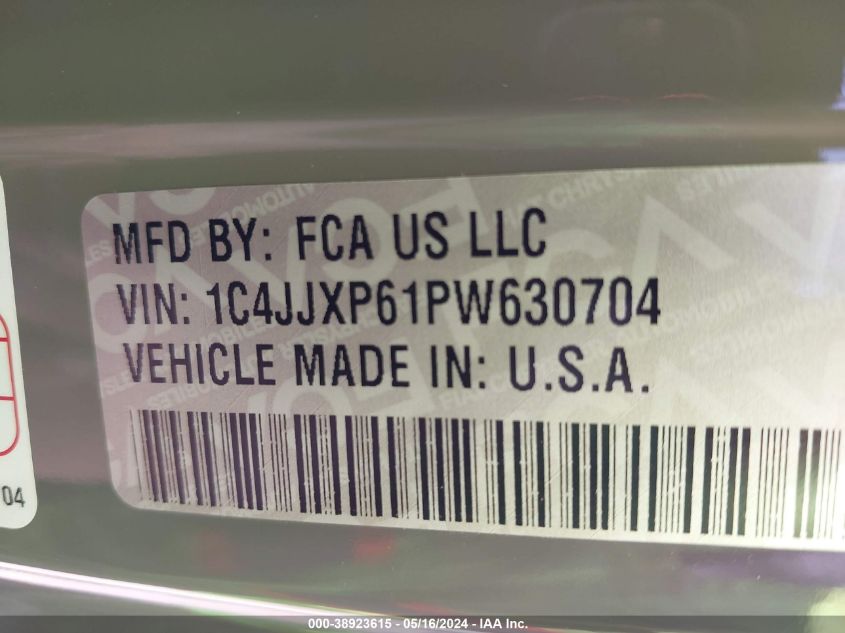 MFD BY: FCA US LLC
VIN: 1C4JJXP61PW630704
VEHICLE MADE IN: U.S.A.
04
000-38923615 - 05/16/2024 - IAA Inc.